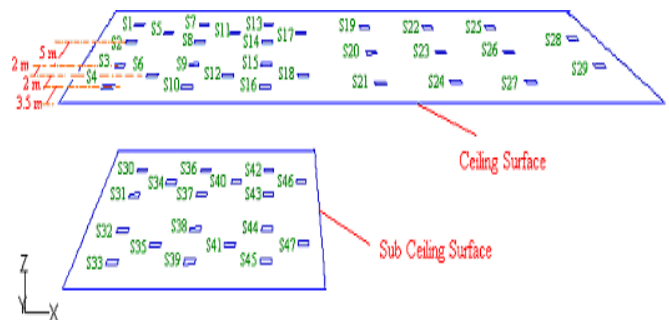 S1 S5 S7 S11 S13 S17 S19 S22 S25 S28
S2 S8 S14
5 m
S3 S6 S9 S12 S15 S18 S20 S23 S26 S29
2 m
S4 S10 S16 S21 S24 S27
2 m
3.5 m
Ceiling Surface
S30 S34 S36 S40 S42 S46
S31 S37 S43
S32 S35 S38 S41 S44 S47
S33 S39 S45
Sub Ceiling Surface
Z
Y X